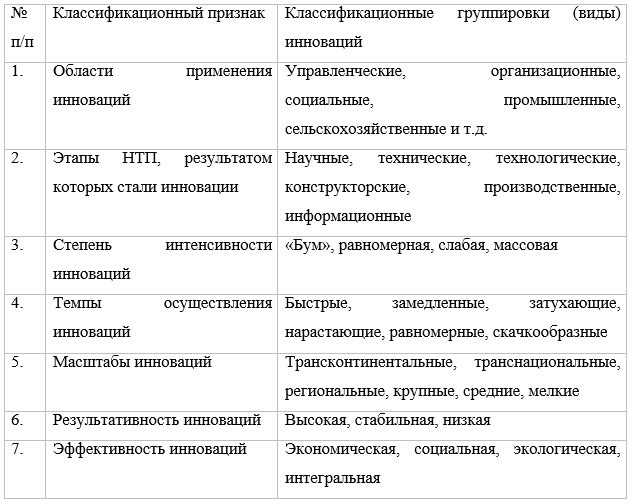 № Классификационный признак Классификационные группировки (виды)
п/п инноваций
1. Области применения Управленческие, организационные,
инноваций социальные, промышленные,
сельскохозяйственные и т.д.
2. Этапы НТП, результатом Научные, технические, технологические,
которых стали инновации конструкторские, производственные,
информационные
3. Степень интенсивности «Бум», равномерная, слабая, массовая
инноваций
4. Темпы осуществления Быстрые, замедленные, затухающие,
инноваций нарастающие, равномерные, скачкообразные
5. Масштабы инноваций Трансконтинентальные, транснациональные,
региональные, крупные, средние, мелкие
6. Результативность инноваций Высокая, стабильная, низкая
7. Эффективность инноваций Экономическая, социальная, экологическая,
интегральная